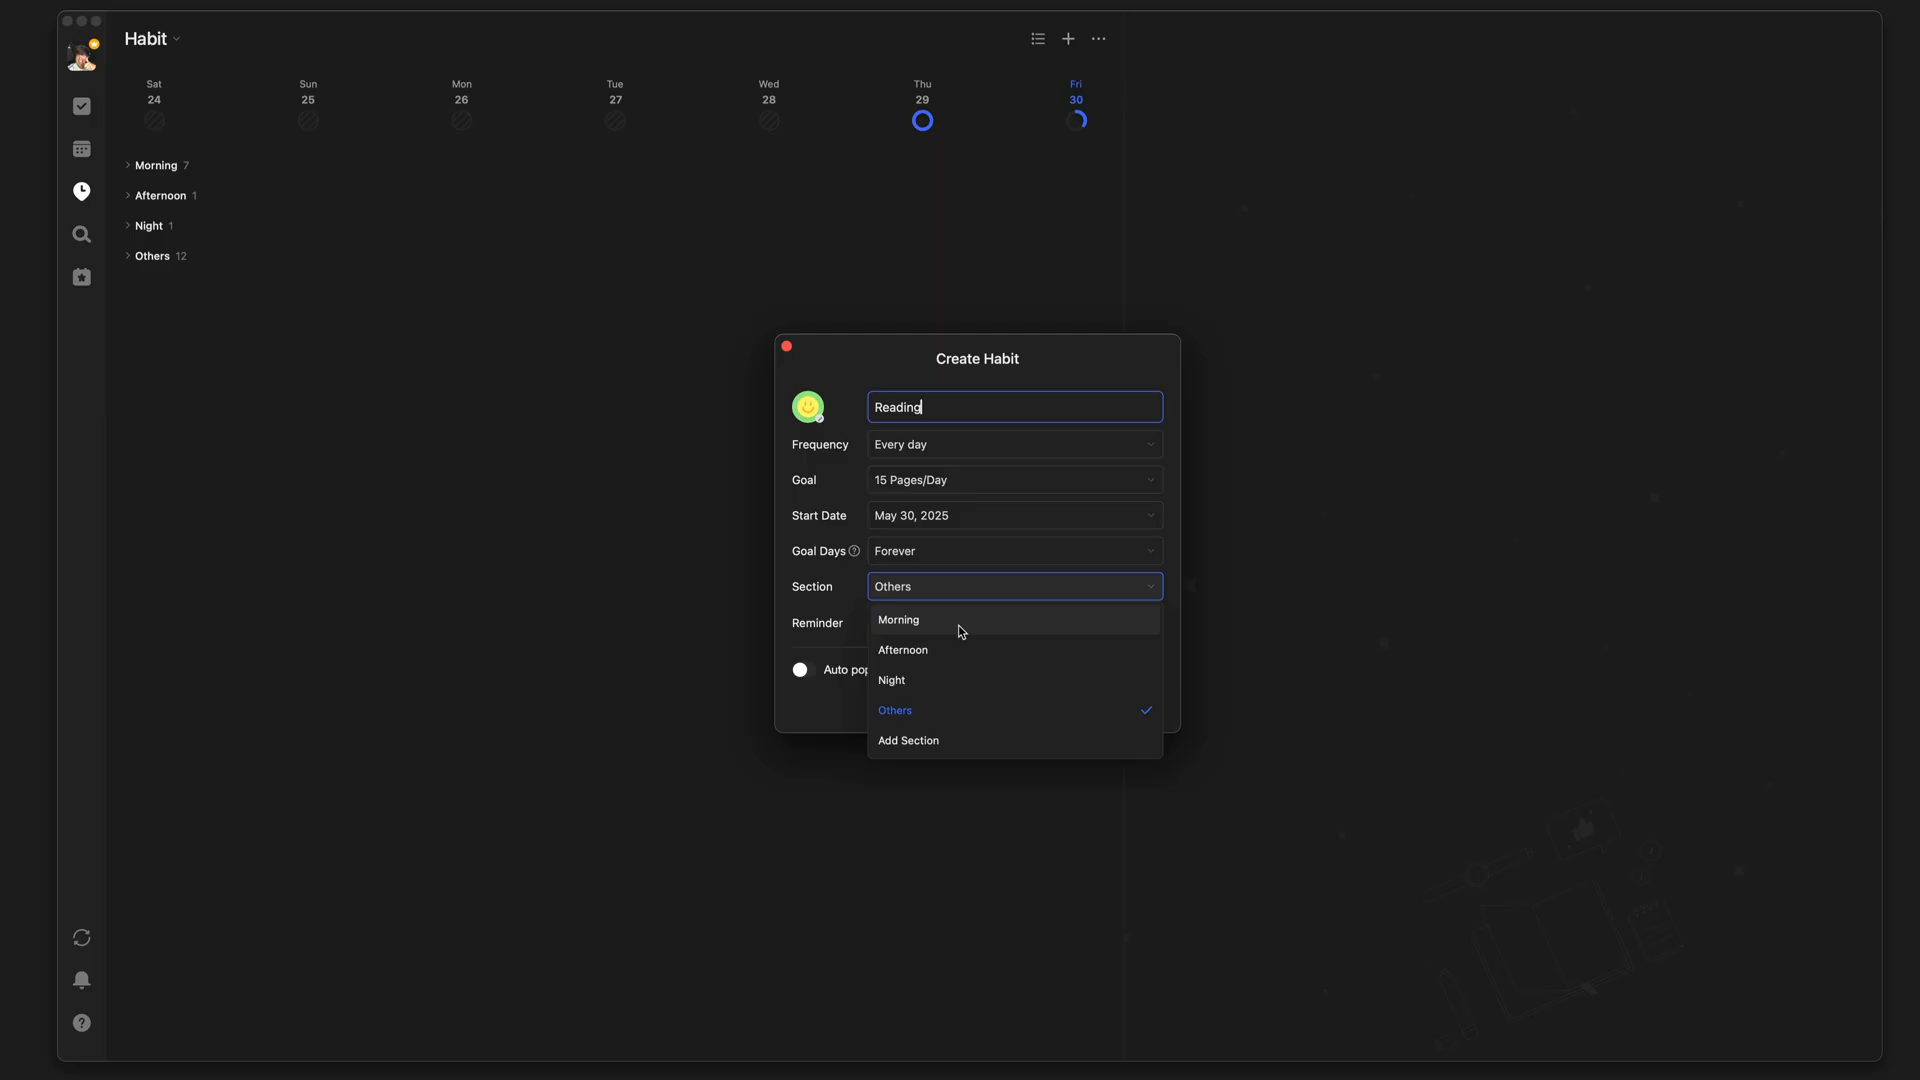 Habit
Sat Sun Mon Tue Wed Thu Fri
24 25 26 27 28 29 30
Morning 7
Afternoon 1
Night 1
Others 12
Create Habit
Reading
Frequency Every day
Goal 15 Pages/Day
Start Date May 30, 2025
Goal Days ? Forever
Section Others
Reminder
Morning
Afternoon
Auto pop
Night
Others
Add Section